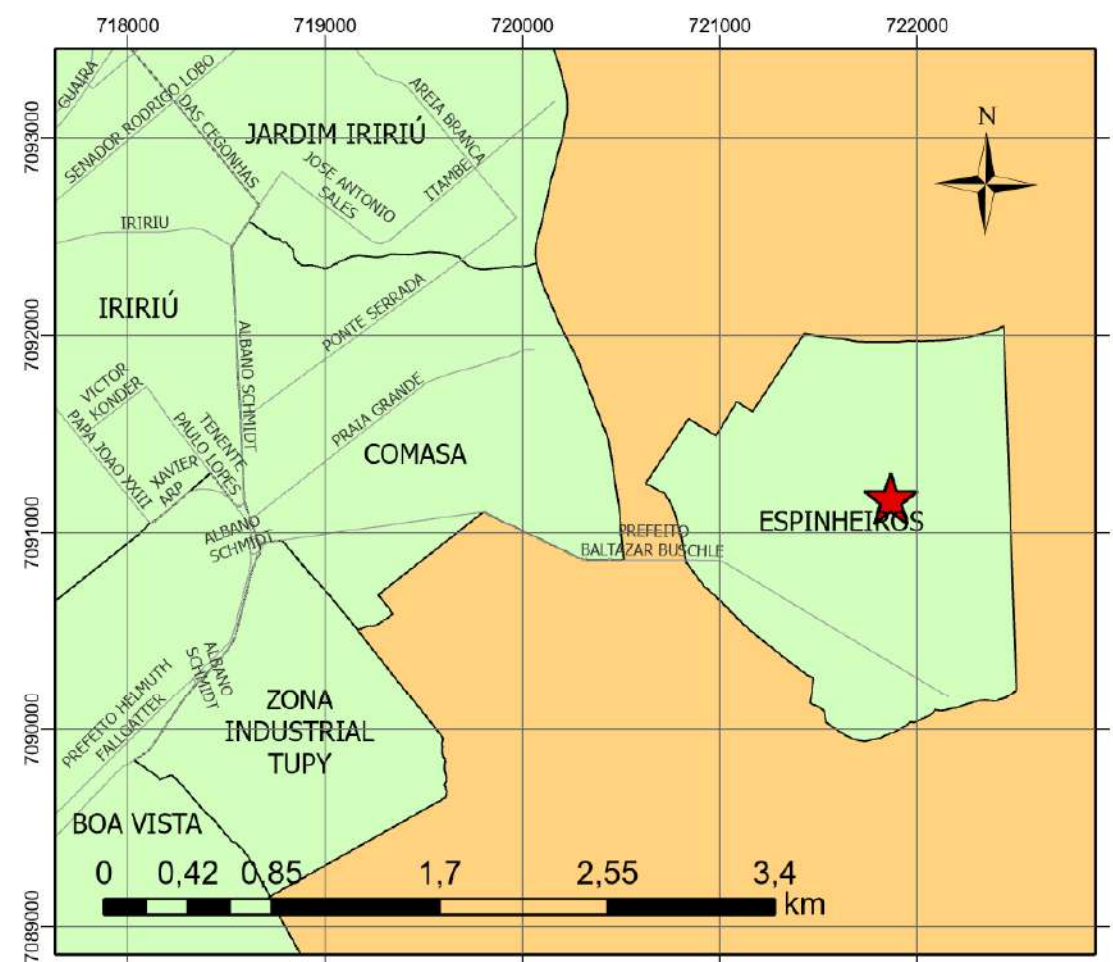 718000
719000
720000
721000
722000
GUAIRA
SENADOR RODRIGO LOBO
DAS CEGONHAS
AREIA BRANCA
N
7093000
JARDIM IRIRIÚ
JOSE ANTONIO
SALES
ITAMBE
IRIRIU
IRIRIÚ
7092000
PONTE SERRADA
ALBANO SCHMIDT
VICTOR
KONDER
PRAIA GRANDE
PAPA JOAO XXIII
TENENTE
PAULO LOPES
XAVIER
ARP
COMASA
7091000
ALBANO
SCHMIDT
ESPINHEIROS
PREFEITO
BALTAZAR BUSCHLE
ALBANO
SCHMIDT
PREFEITO HELMUTH
FALLGATTER
ZONA
INDUSTRIAL
TUPY
7090000
BOA VISTA
0
0,42
0,85
1,7
2,55
3,4
km
7089000